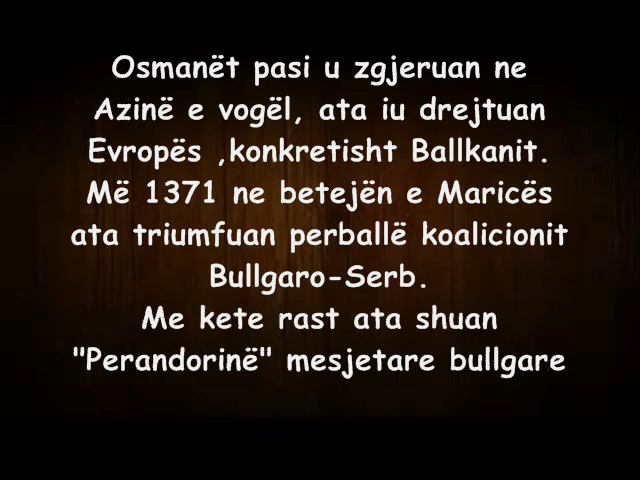 Osmanët pasi u zgjeruan ne
Azinë e vogël, ata iu drejtuan
Evropës ,konkretisht Ballkanit.
Më 1371 ne betejën e Maricës
ata triumfuan perballë koalicionit
Bullgaro-Serb.
Me kete rast ata shuan
"Perandorinë" mesjetare bullgare